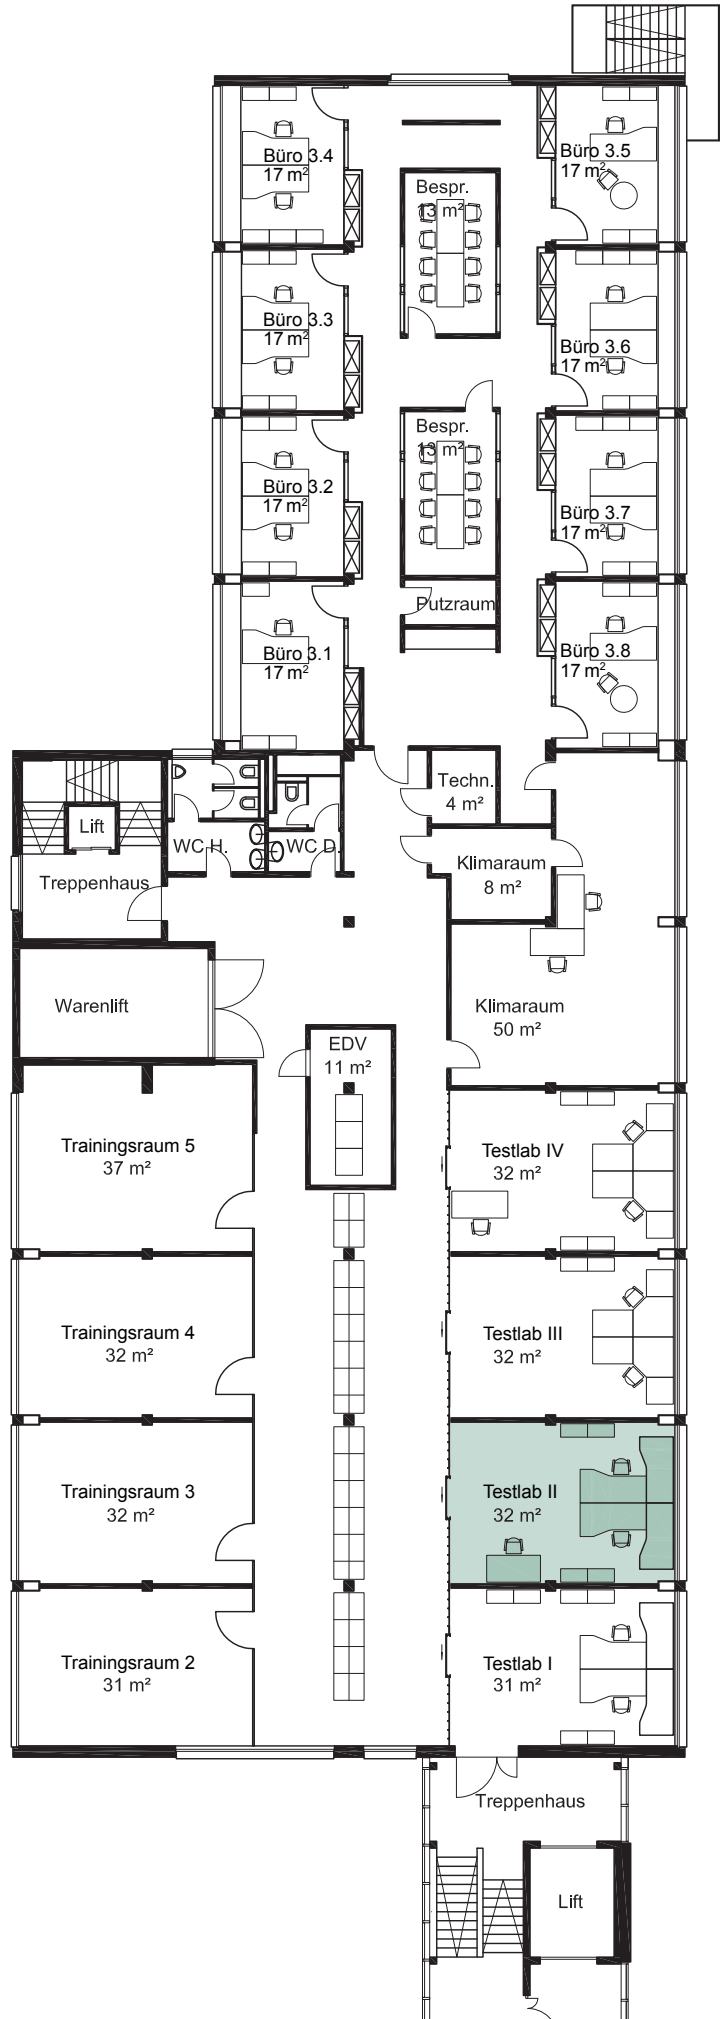 Büro 3.4
17 m²
Büro 3.5
17 m²
Bespr.
13 m²
Büro 3.3
17 m²
Büro 3.6
17 m²
Bespr.
13 m²
Büro 3.2
17 m²
Büro 3.7
17 m²
Putzraum
Büro 3.1
17 m²
Büro 3.8
17 m²
Techn.
4 m²
Lift
WC H.
WC D.
Klimaraum
8 m²
Treppenhaus
Warenlift
Klimaraum
50 m²
EDV
11 m²
Trainingsraum 5
37 m²
Testlab IV
32 m²
Trainingsraum 4
32 m²
Testlab III
32 m²
Trainingsraum 3
32 m²
Testlab II
32 m²
Trainingsraum 2
31 m²
Testlab I
31 m²
Treppenhaus
Lift